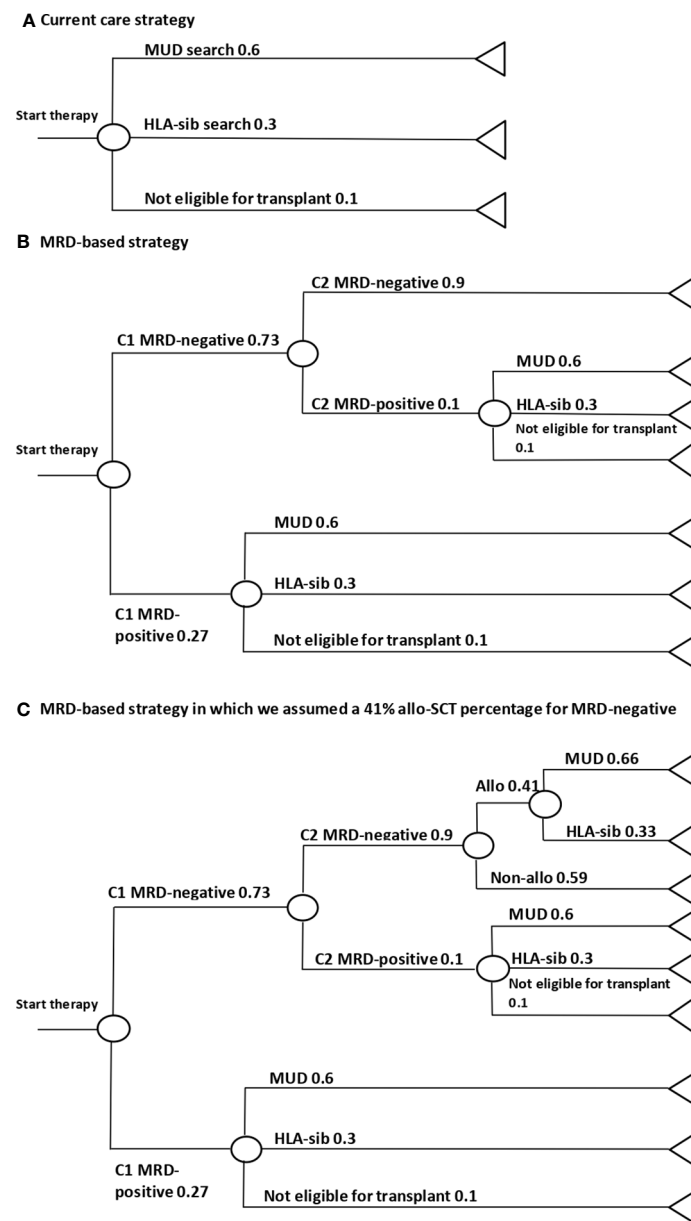 A Current care strategy
MUD search 0.6
Start therapy
HLA-sib search 0.3
Not eligible for transplant 0.1
B MRD-based strategy
C2 MRD-negative 0.9
C1 MRD-negative 0.73
MUD 0.6
C2 MRD-positive 0.1
HLA-sib 0.3
Not eligible for transplant
0.1
Start therapy
MUD 0.6
HLA-sib 0.3
C1 MRD-
positive 0.27
Not eligible for transplant 0.1
C MRD-based strategy in which we assumed a 41% allo-SCT percentage for MRD-negative
MUD 0.66
Allo 0.41
HLA-sib 0.33
C2 MRD-negative 0.9
Non-allo 0.59
C1 MRD-negative 0.73
MUD 0.6
C2 MRD-positive 0.1
HLA-sib 0.3
Not eligible for transplant
0.1
Start therapy
MUD 0.6
HLA-sib 0.3
C1 MRD-
positive 0.27
Not eligible for transplant 0.1